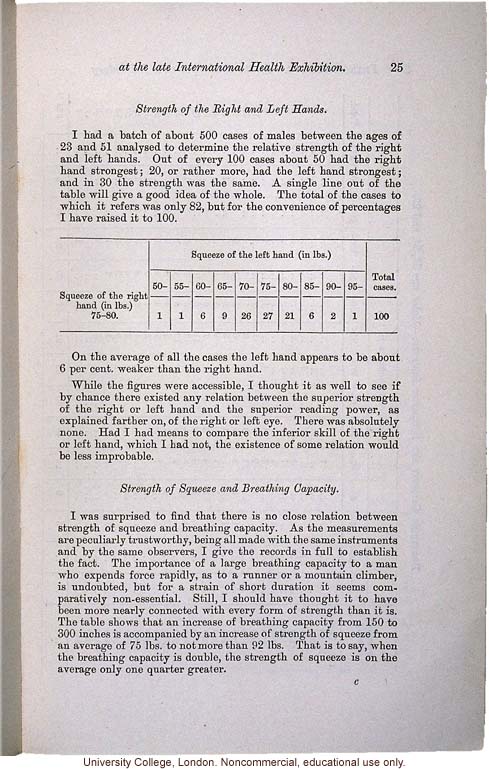 at the late International Health Exhibition. 25
Strength of the Right and Left Hands.
I had a batch of about 500 cases of males between the ages of
23 and 51 analysed to determine the relative strength of the right
and left hands. Out of every 100 cases about 50 had the right
hand strongest; 20, or rather more, had the left hand strongest;
and in 30 the strength was the same. A single line out of the
table will give a good idea of the whole. The total of the cases to
which it refers was only 82, but for the convenience of percentages
I have raised it to 100.
Squeeze of the left hand (in lbs.)
50- 55- 60- 65- 70- 75- 80- 85- 90- 95- Total cases.
Squeeze of the right
hand (in lbs.)
75-80. 1 1 6 9 26 27 21 6 2 1 100
On the average of all the cases the left hand appears to be about
6 per cent. weaker than the right hand.
While the figures were accessible, I thought it as well to see if
by chance there existed any relation between the superior strength
of the right or left hand and the superior reading power, as
explained farther on, of the right or left eye. There was absolutely
none. Had I had means to compare the inferior skill of the right
or left hand, which I had not, the existence of some relation would
be less improbable.
Strength of Squeeze and Breathing Capacity.
I was surprised to find that there is no close relation between
strength of squeeze and breathing capacity. As the measurements
are peculiarly trustworthy, being all made with the same instruments
and by the same observers, I give the records in full to establish
the fact. The importance of a large breathing capacity to a man
who expends force rapidly, as to a runner or a mountain climber,
is undoubted, but for a strain of short duration it seems com-
paratively non-essential. Still, I should have thought it to have
been more nearly connected with every form of strength than it is.
The table shows that an increase of breathing capacity from 150 to
300 inches is accompanied by an increase of strength of squeeze from
an average of 75 lbs. to not more than 92 lbs. That is to say, when
the breathing capacity is double, the strength of squeeze is on the
average only one quarter greater.
c
University College, London. Noncommercial, educational use only.